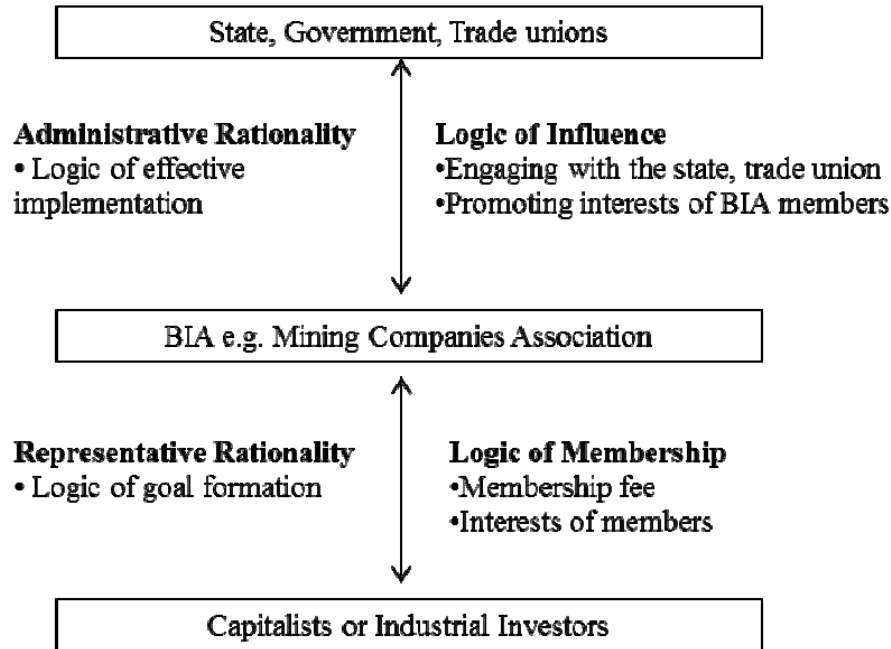 State, Government, Trade unions
Administrative Rationality
• Logic of effective
implementation
Logic of Influence
•Engaging with the state, trade union
•Promoting interests of BIA members
BIA e.g. Mining Companies Association
Representative Rationality
• Logic of goal formation
Logic of Membership
•Membership fee
•Interests of members
Capitalists or Industrial Investors